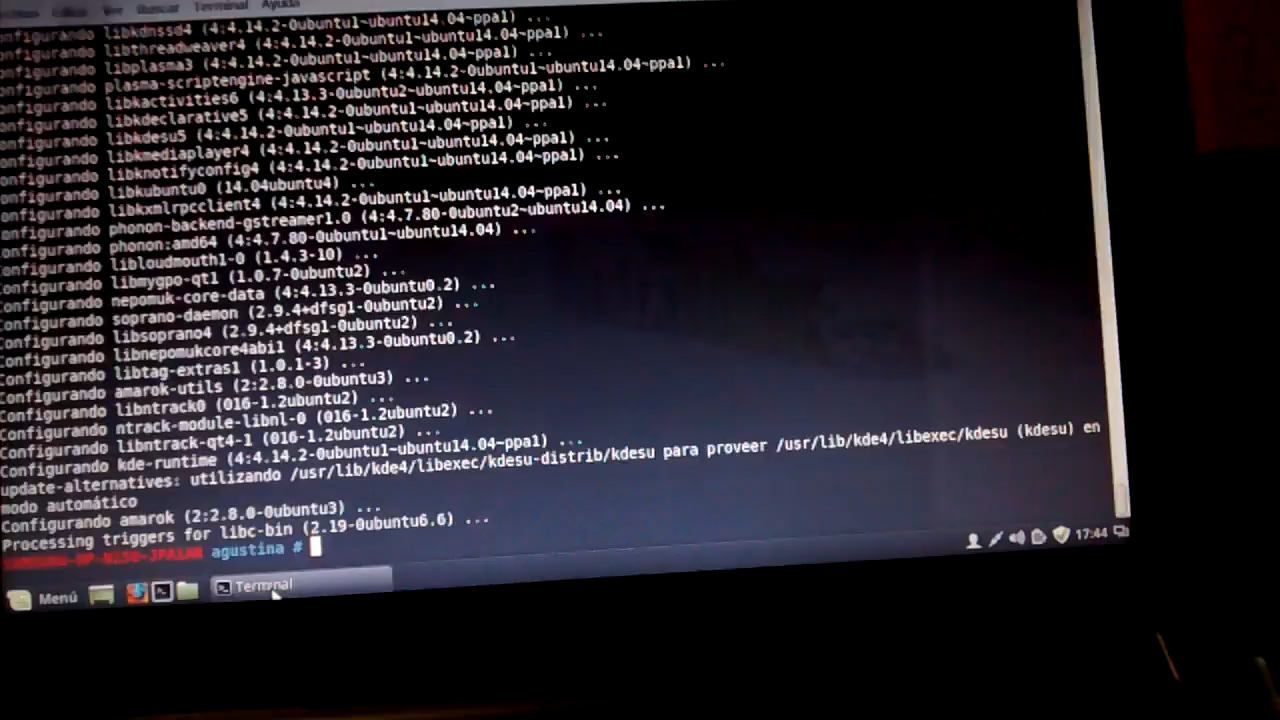 Ver Buscar Terminal Ayuda
onfigurando libkdnssd4 (4:4.14.2-0ubuntu1~ubuntu14.04~ppa1) ...
onfigurando libthreadweaver4 (4:4.14.2-0ubuntu1~ubuntu14.04~ppa1) ...
onfigurando libplasma3 (4:4.14.2-0ubuntu1~ubuntu14.04~ppa1) ...
onfigurando plasma-scriptengine-javascript (4:4.14.2-0ubuntu1~ubuntu14.04~ppa1) ...
onfigurando libkactivities6 (4:4.13.3-0ubuntu2~ubuntu14.04~ppa1) ...
onfigurando libkdeclarative5 (4:4.14.2-0ubuntu1~ubuntu14.04~ppa1) ...
onfigurando libkdesu5 (4:4.14.2-0ubuntu1~ubuntu14.04~ppa1) ...
onfigurando libkmediaplayer4 (4:4.14.2-0ubuntu1~ubuntu14.04~ppa1) ...
onfigurando libknotifyconfig4 (4:4.14.2-0ubuntu1~ubuntu14.04~ppa1) ...
onfigurando libkubuntu0 (14.04ubuntu4) ...
onfigurando libkxmlrpcclient4 (4:4.14.2-0ubuntu1~ubuntu14.04~ppa1) ...
onfigurando phonon-backend-gstreamer1.0 (4:4.7.80-0ubuntu2~ubuntu14.04) ...
onfigurando phonon:amd64 (4:4.7.80-0ubuntu1~ubuntu14.04) ...
Configurando libloudmouth1-0 (1.4.3-10) ...
Configurando libmygpo-qt1 (1.0.7-0ubuntu2) ...
Configurando nepomuk-core-data (4:4.13.3-0ubuntu0.2) ...
Configurando soprano-daemon (2.9.4+dfsg1-0ubuntu2) ...
Configurando libsoprano4 (2.9.4+dfsg1-0ubuntu2) ...
Configurando libnepomukcore4abi1 (4:4.13.3-0ubuntu0.2) ...
Configurando libtag-extras1 (1.0.1-3) ...
Configurando amarok-utils (2:2.8.0-0ubuntu3) ...
Configurando libntrack0 (016-1.2ubuntu2) ...
Configurando ntrack-module-libnl-0 (016-1.2ubuntu2) ...
Configurando libntrack-qt4-1 (016-1.2ubuntu2) ...
Configurando kde-runtime (4:4.14.2-0ubuntu1~ubuntu14.04~ppa1) ...
update-alternatives: utilizando /usr/lib/kde4/libexec/kdesu-distrib/kdesu para proveer /usr/lib/kde4/libexec/kdesu (kdesu) en
modo automático
Configurando amarok (2:2.8.0-0ubuntu3) ...
Processing triggers for libc-bin (2.19-0ubuntu6.6) ...
agustina #
Menú Terminal 17:44